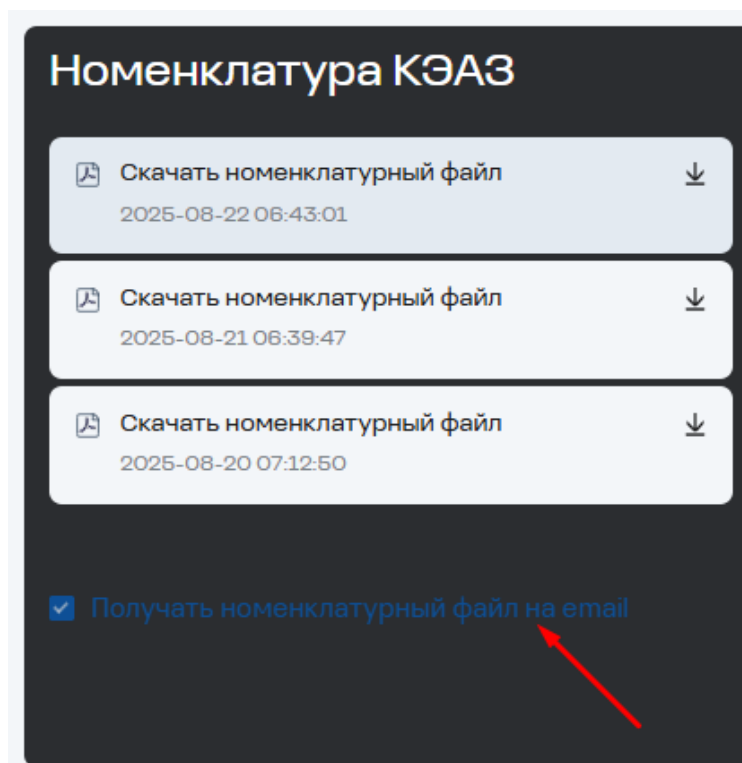 Номенклатура КЭАЗ
Скачать номенклатурный файл
2025-08-22 06:43:01
Скачать номенклатурный файл
2025-08-21 06:39:47
Скачать номенклатурный файл
2025-08-20 07:12:50
Получать номенклатурный файл на email